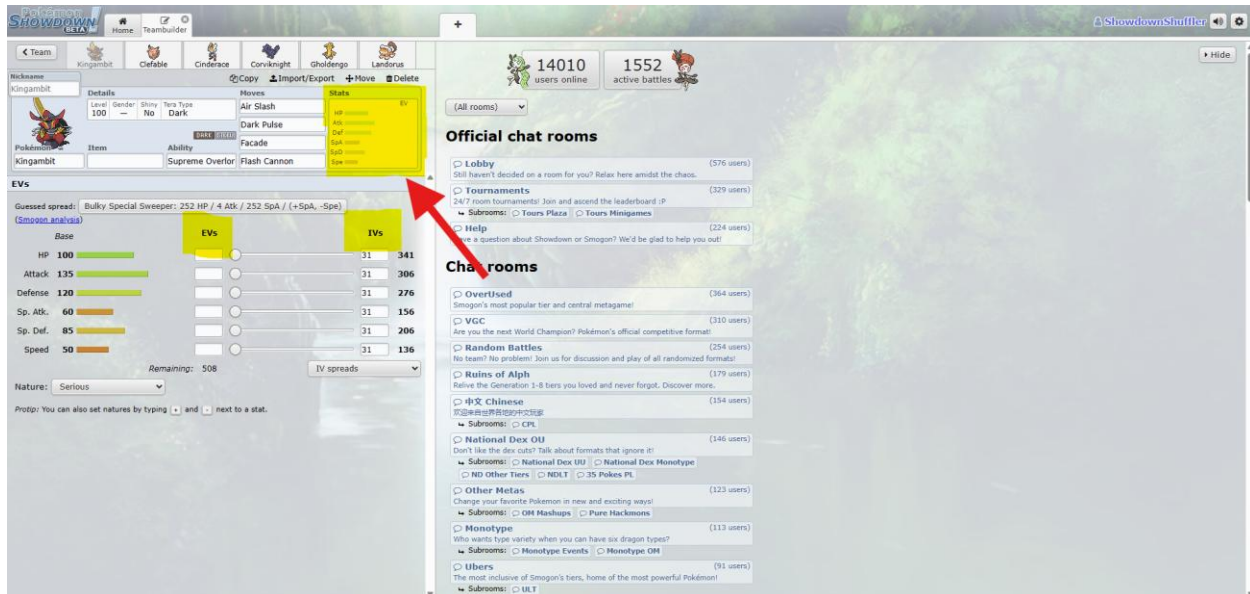 Pokémon
SHOWDOWN
BETA
Home
Teambuilder
+
ShowdownShuffler
Team
Kingambit
Clefable
Cinderace
Corviknight
Gholdengo
Landorus
Copy Import/Export Move Delete
Nickname
Kingambit
Details
Level Gender Shiny Tera Type
100 — No Dark
DARK STEEL
Pokémon
Kingambit
Item
Ability
Supreme Overlor
Moves
Air Slash
Dark Pulse
Facade
Flash Cannon
Stats
EV
HP
Atk
Def
SpA
SpD
Spe
EVs
Guessed spread: Bulky Special Sweeper: 252 HP / 4 Atk / 252 SpA / (+SpA, -Spe)
(Smogon analysis)
Base EVs IVs
HP 100 31 341
Attack 135 31 306
Defense 120 31 276
Sp. Atk. 60 31 156
Sp. Def. 85 31 206
Speed 50 31 136
Remaining: 508 IV spreads
Nature: Serious
Protip: You can also set natures by typing + and - next to a stat.
14010
users online
1552
active battles
Hide
(All rooms)
Official chat rooms
Lobby (576 users)
Still haven't decided on a room for you? Relax here amidst the chaos.
Tournaments (329 users)
24/7 room tournaments! Join and ascend the leaderboard :P
Subrooms: Tours Plaza Tours Minigames
Help (224 users)
Have a question about Showdown or Smogon? We'd be glad to help you out!
Chat rooms
OverUsed (364 users)
Smogon's most popular tier and central metagame!
VGC (310 users)
Are you the next World Champion? Pokémon's official competitive format!
Random Battles (254 users)
No team? No problem! Join us for discussion and play of all randomized formats!
Ruins of Alph (179 users)
Relive the Generation 1-8 tiers you loved and never forgot. Discover more.
中文 Chinese (154 users)
欢迎来自世界各地的中文玩家
Subrooms: CPL
National Dex OU (146 users)
Don't like the dex cuts? Talk about formats that ignore it!
Subrooms: National Dex UU National Dex Monotype
ND Other Tiers NDLT 35 Pokes PL
Other Metas (123 users)
Change your favorite Pokemon in new and exciting ways!
Subrooms: OM Mashups Pure Hackmons
Monotype (113 users)
Who wants type variety when you can have six dragon types?
Subrooms: Monotype Events Monotype OM
Ubers (91 users)
The most inclusive of Smogon's tiers, home of the most powerful Pokémon!
Subrooms: ULT